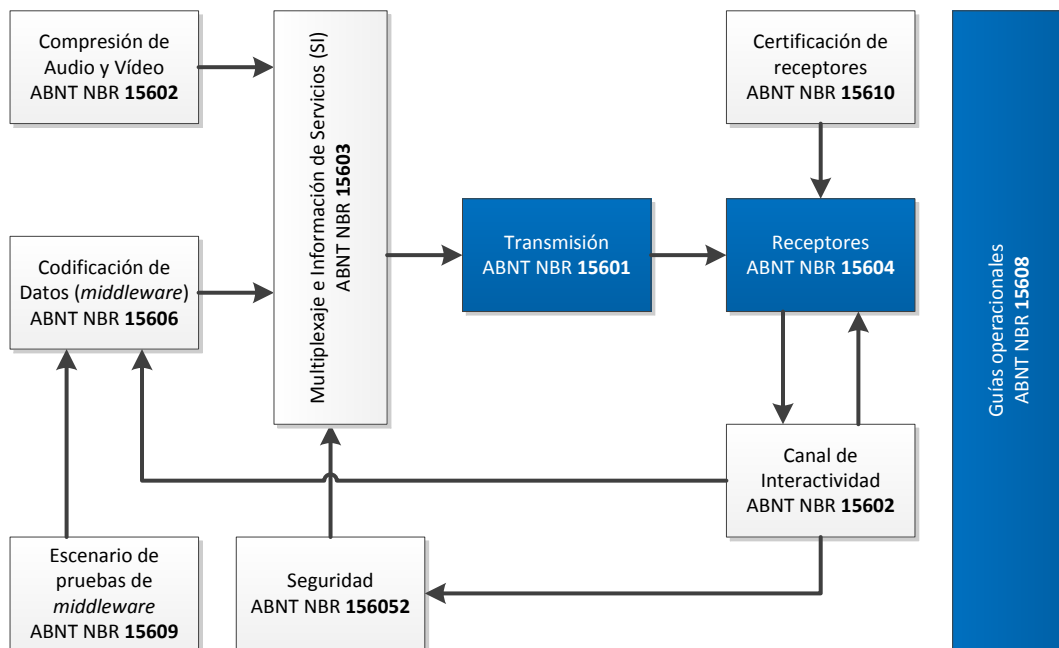 Compresión de
Audio y Vídeo
ABNT NBR 15602
Multiplexaje e Información de Servicios (SI)
ABNT NBR 15603
Certificación de
receptores
ABNT NBR 15610
Codificación de
Datos (middleware)
ABNT NBR 15606
Transmisión
ABNT NBR 15601
Receptores
ABNT NBR 15604
Guías operacionales
ABNT NBR 15608
Canal de
Interactividad
ABNT NBR 15602
Escenario de
pruebas de
middleware
ABNT NBR 15609
Seguridad
ABNT NBR 156052